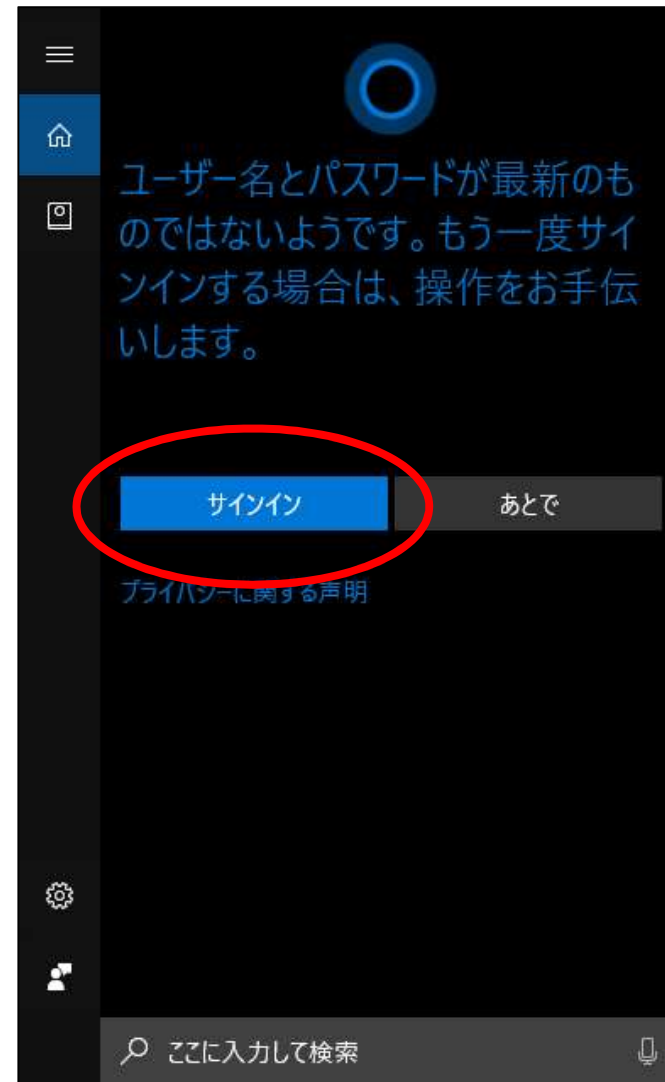 ユーザー名とパスワードが最新のも
のではないようです。もう一度サイ
ンインする場合は、操作をお手伝
いします。
サインイン
あとで
プライバシーに関する声明
ここに入力して検索